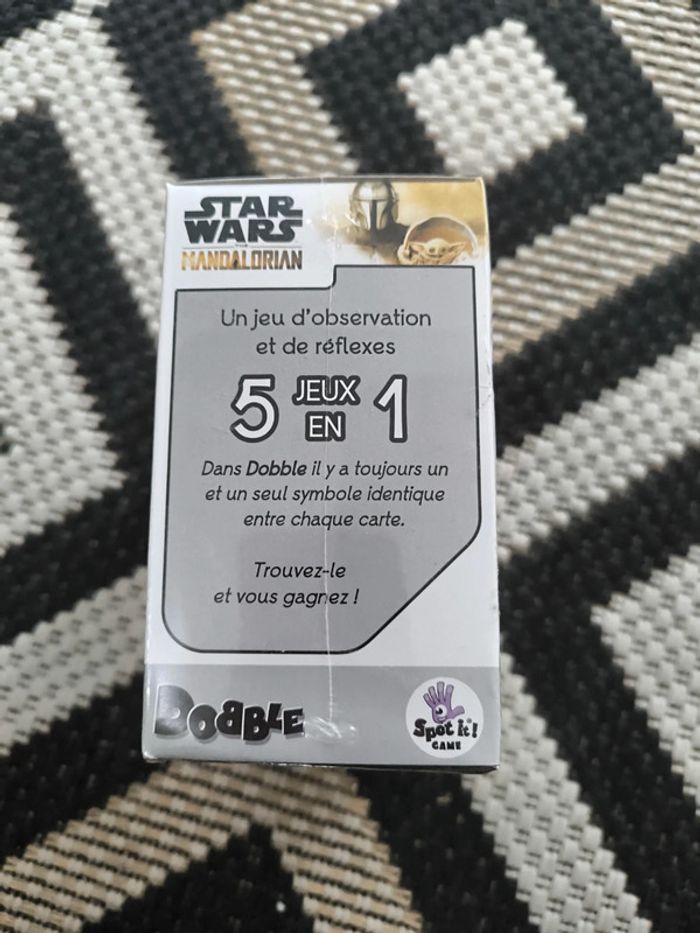 STAR
WARS
THE
MANDALORIAN
Un jeu d'observation
et de réflexes
5 JEUX EN 1
Dans Dobble il y a toujours un
et un seul symbole identique
entre chaque carte.
Trouvez-le
et vous gagnez !
DOBBLE
Spot it!®
GAME